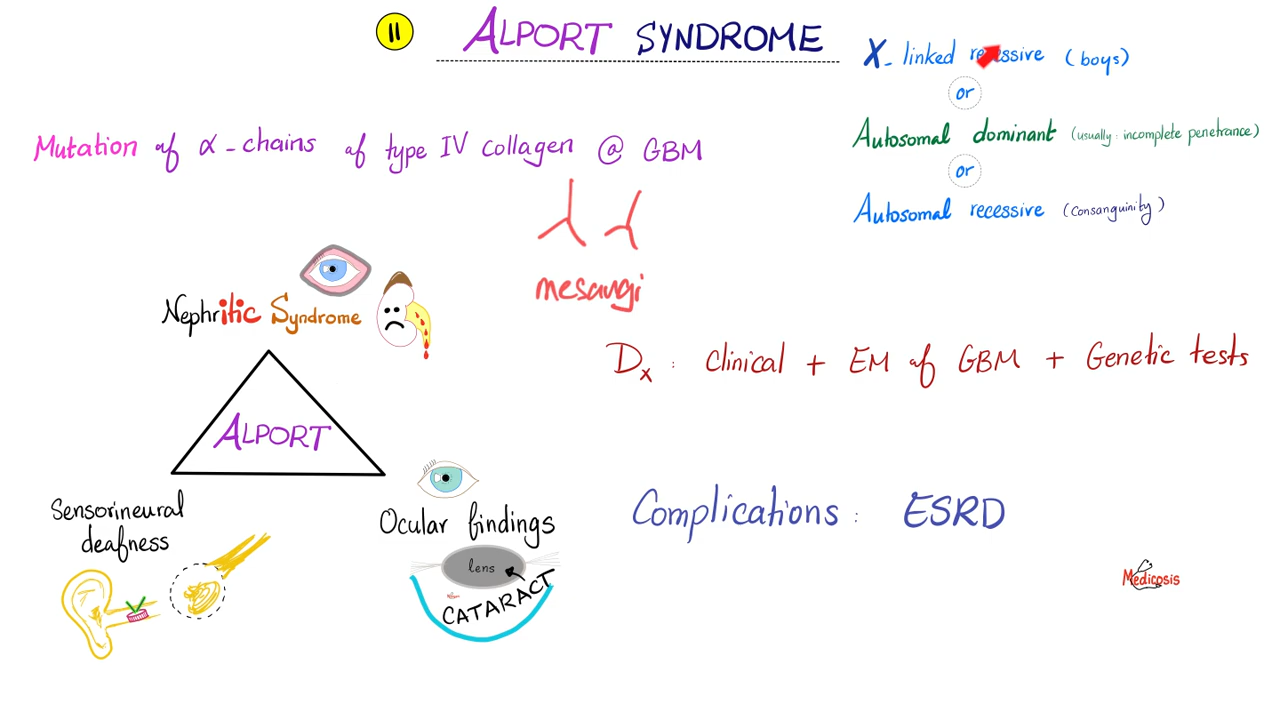 11
ALPORT SYNDROME
X- linked recessive (boys)
or
Autosomal dominant (usually: incomplete penetrance)
or
Autosomal recessive (Consanguinity)
Mutation of α-chains of type IV collagen @ GBM
mesangi
Nephritic Syndrome
ALPORT
Sensorineural
deafness
Ocular findings
lens
CATARACT
Dx: Clinical + EM of GBM + Genetic tests
Complications: ESRD
Medicosis